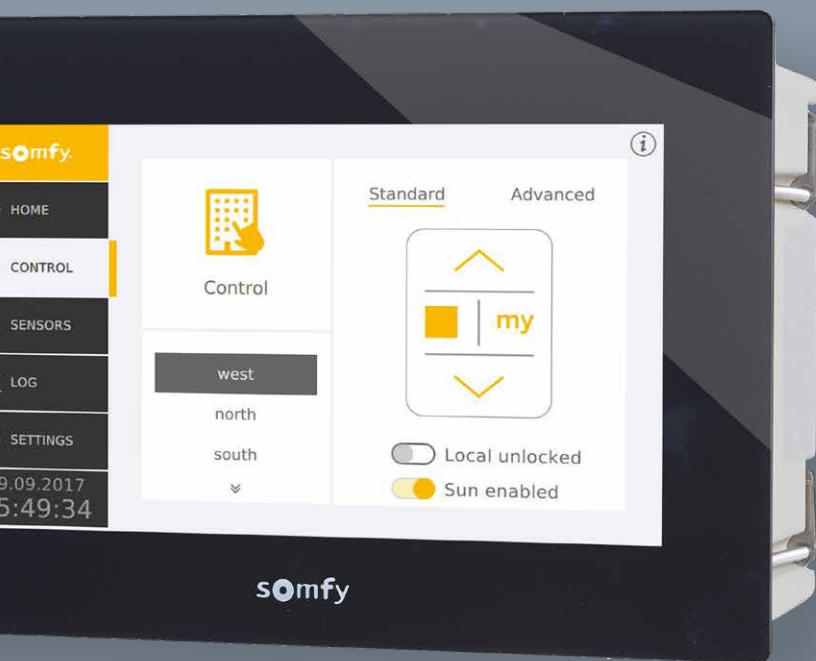 somfy.
HOME
CONTROL
SENSORS
LOG
SETTINGS
9.09.2017
5:49:34
Control
west
north
south
i
Standard
Advanced
my
Local unlocked
Sun enabled
somfy